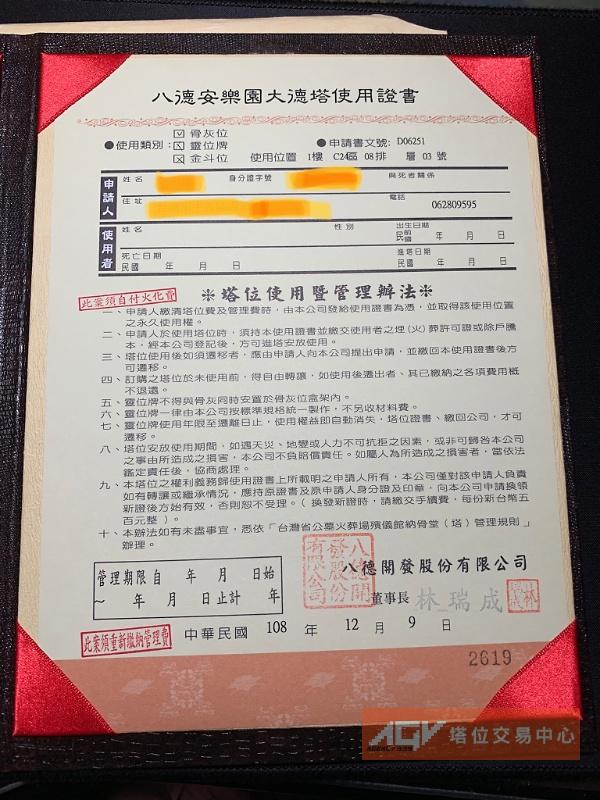 八德安樂園大德塔使用證書
●使用類別： ☑骨灰位
☑靈位牌
☑金斗位
●申請書文號: D06251
使用位置 1樓 C24區 08排 層 03 號
申請人
姓名 身分證字號 與死者關係
住址 電話 062809595
使用者
姓名 性別 出生日期 民前國 年 月 日
死亡日期 民國 年 月 日 進塔日期 民國 年 月 日
此案須自付火化費
※塔位使用暨管理辦法※
一、申請人繳清塔位費及管理費時，由本公司發給使用證書為憑，並取得該使用位置
之永久使用權。
二、申請人於使用塔位時，須持本使用證書並繳交使用者之埋(火)葬許可證或除戶謄
本，經本公司登記後，方可進塔安放使用。
三、塔位使用後如須遷移者，應由申請人向本公司提出申請，並繳回本使用證書後方
可遷移。
四、訂購之塔位於未使用前，得自由轉讓，如使用後遷出者、其已繳納之各項費用概
不退還。
五、靈位牌不得與骨灰同時安置於骨灰位盒架內。
六、靈位牌一律由本公司按標準規格統一製作，不另收材料費。
七、靈位牌使用年限至遷離日止，使用權益即自動消失，塔位證書、繳回公司，才可
遷移。
八、塔位安放使用期間，如遇天災、地變或人力不可抗拒之因素，或非可歸各本公司
之事由所造成之損害，本公司不負賠償責任。如屬人為所造成之損害者，當依法
鑑定責任後，協商處理。
九、本塔位之權利義務歸使用證書上所載明之申請人所有，本公司僅對該申請人負責
如有轉讓或繼承情況，應持原證書及原申請人身分證及印章，向本公司申請換領
新證後方始有效，否則恕不受理。(換發新證時，請繳交手續費，每份新台幣五
百元整)。
十、本辦法如有未盡事宜，悉依「台灣省公墓火葬場殯儀館納骨堂(塔)管理規則」
辦理。
管理期限自 年 月 日始
～ 年 月 日止計 年
八德開發股份有限公司
八德開發股份有限公司
董事長 林瑞成
此案須重新繳納管理費
中華民國 108 年 12 月 9 日
2619
AGV 塔位交易中心